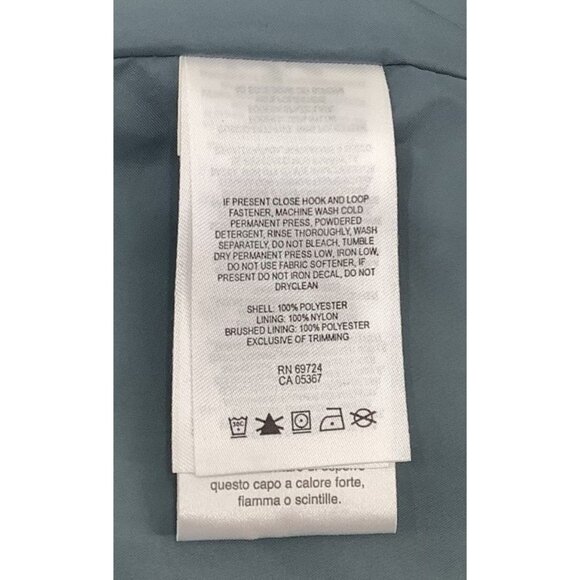 IF PRESENT CLOSE HOOK AND LOOP
FASTENER, MACHINE WASH COLD
PERMANENT PRESS, POWDERED
DETERGENT, RINSE THOROUGHLY, WASH
SEPARATELY, DO NOT BLEACH, TUMBLE
DRY PERMANENT PRESS LOW, IRON LOW,
DO NOT USE FABRIC SOFTENER, IF
PRESENT DO NOT IRON DECAL, DO NOT
DRYCLEAN
SHELL: 100% POLYESTER
LINING: 100% NYLON
BRUSHED LINING: 100% POLYESTER
EXCLUSIVE OF TRIMMING
RN 69724
CA 05367
30C
questo capo a calore forte,
fiamma o scintille.